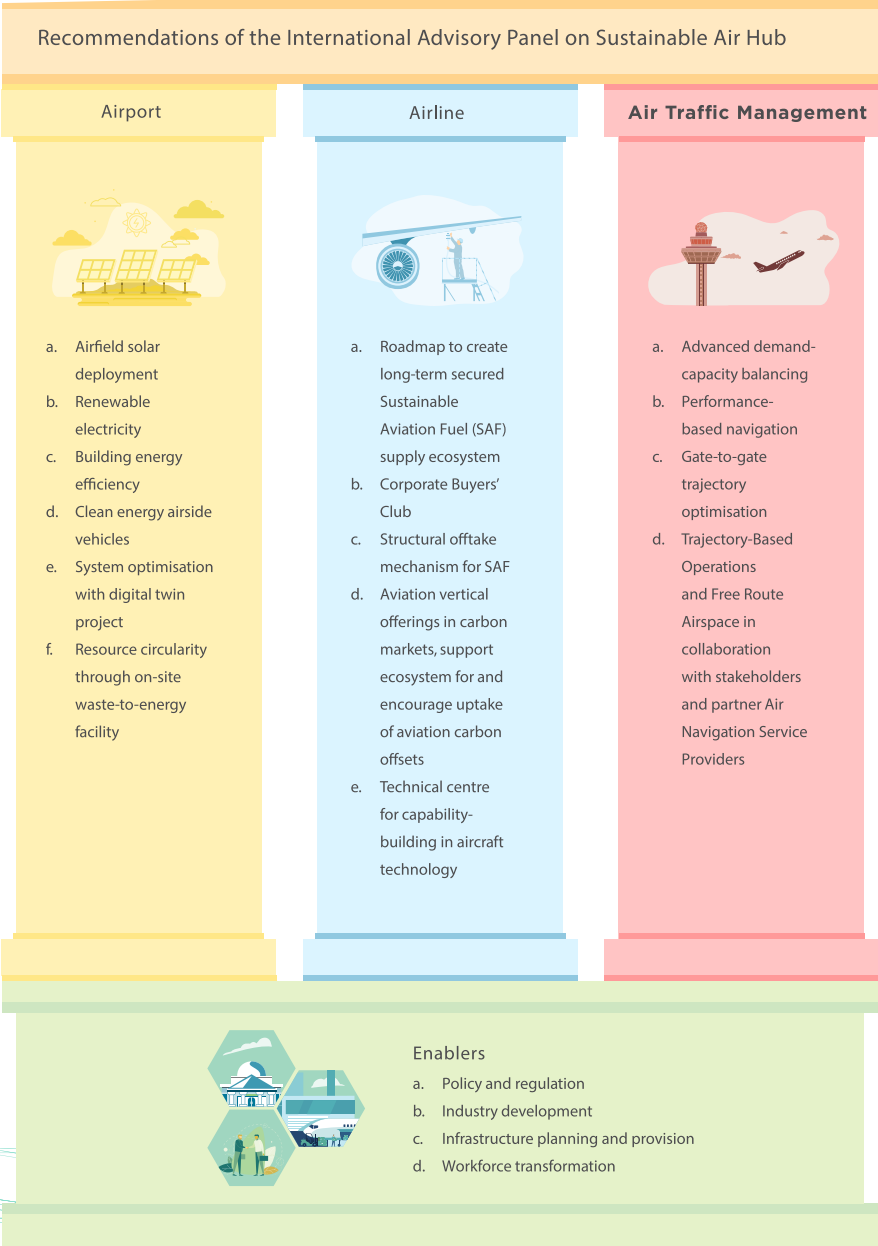 Recommendations of the International Advisory Panel on Sustainable Air Hub
Airport
a. Airfield solar
deployment
b. Renewable
electricity
c. Building energy
efficiency
d. Clean energy airside
vehicles
e. System optimisation
with digital twin
project
f. Resource circularity
through on-site
waste-to-energy
facility
Airline
a. Roadmap to create
long-term secured
Sustainable
Aviation Fuel (SAF)
supply ecosystem
b. Corporate Buyers’
Club
c. Structural offtake
mechanism for SAF
d. Aviation vertical
offerings in carbon
markets, support
ecosystem for and
encourage uptake
of aviation carbon
offsets
e. Technical centre
for capability-
building in aircraft
technology
Air Traffic Management
a. Advanced demand-
capacity balancing
b. Performance-
based navigation
c. Gate-to-gate
trajectory
optimisation
d. Trajectory-Based
Operations
and Free Route
Airspace in
collaboration
with stakeholders
and partner Air
Navigation Service
Providers
Enablers
a. Policy and regulation
b. Industry development
c. Infrastructure planning and provision
d. Workforce transformation